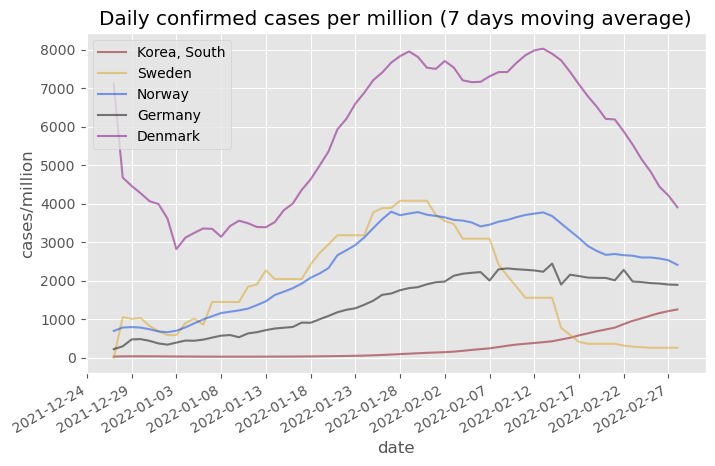 Daily confirmed cases per million (7 days moving average)
8000
7000
6000
5000
4000
3000
2000
1000
0
cases/million
Korea, South
Sweden
Norway
Germany
Denmark
2021-12-24
2021-12-29
2022-01-03
2022-01-08
2022-01-13
2022-01-18
2022-01-23
2022-01-28
2022-02-02
2022-02-07
2022-02-12
2022-02-17
2022-02-22
2022-02-27
date